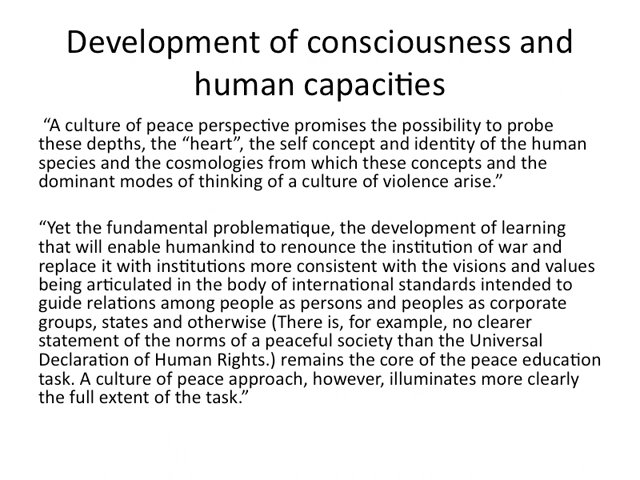 Development of consciousness and
human capacities
“A culture of peace perspective promises the possibility to probe
these depths, the “heart”, the self concept and identity of the human
species and the cosmologies from which these concepts and the
dominant modes of thinking of a culture of violence arise.”
“Yet the fundamental problematique, the development of learning
that will enable humankind to renounce the institution of war and
replace it with institutions more consistent with the visions and values
being articulated in the body of international standards intended to
guide relations among people as persons and peoples as corporate
groups, states and otherwise (There is, for example, no clearer
statement of the norms of a peaceful society than the Universal
Declaration of Human Rights.) remains the core of the peace education
task. A culture of peace approach, however, illuminates more clearly
the full extent of the task.”